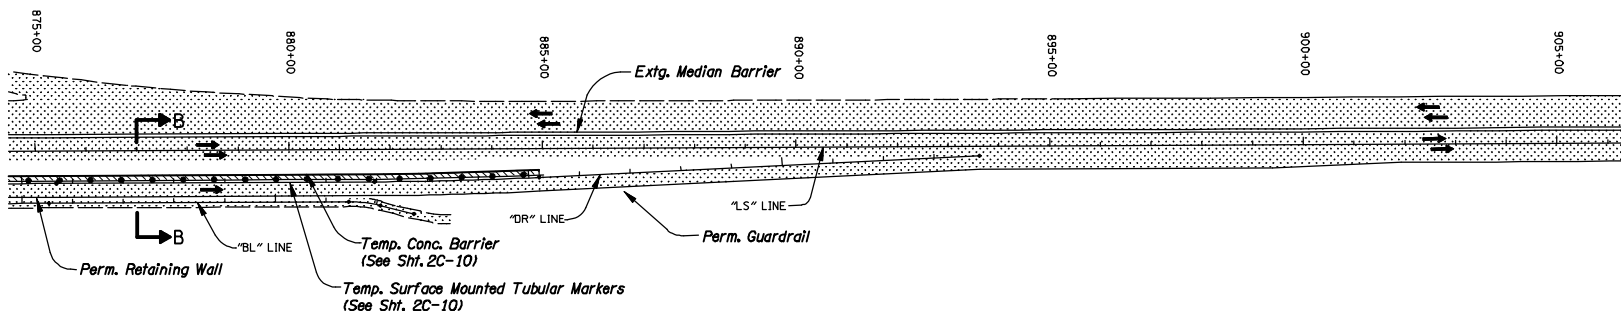 875+00
880+00
885+00
890+00
895+00
900+00
905+00
Extg. Median Barrier
B
"LS" LINE
"DR" LINE
Perm. Guardrail
B
"BL" LINE
Temp. Conc. Barrier
(See Sht. 2C-10)
Perm. Retaining Wall
Temp. Surface Mounted Tubular Markers
(See Sht. 2C-10)